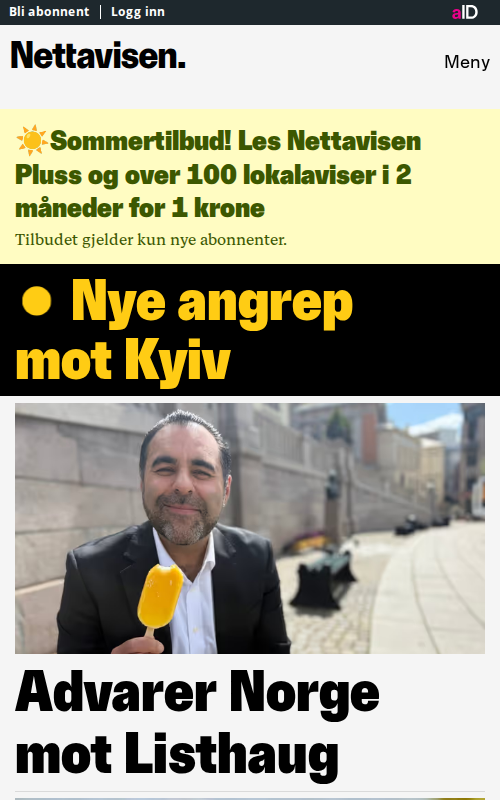 Bli abonnent | Logg inn
aID
Nettavisen.
Meny
☀️Sommertilbud! Les Nettavisen
Pluss og over 100 lokalaviser i 2
måneder for 1 krone
Tilbudet gjelder kun nye abonnenter.
Nye angrep
mot Kyiv
Advarer Norge
mot Listhaug